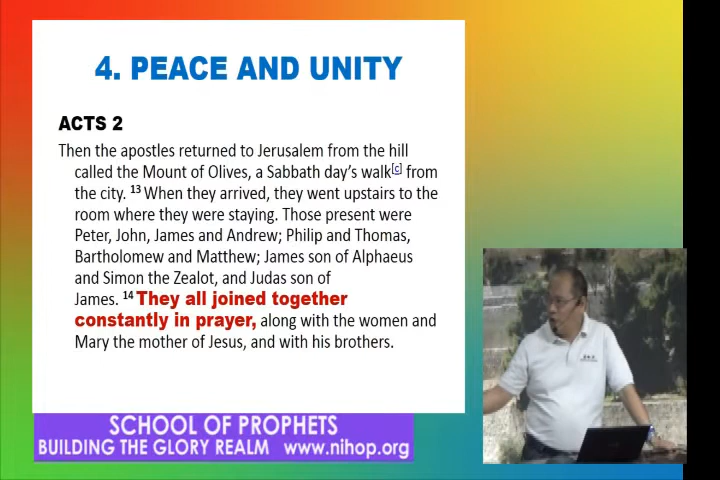 4. PEACE AND UNITY
ACTS 2
Then the apostles returned to Jerusalem from the hill
called the Mount of Olives, a Sabbath day's walk[c] from
the city. 13 When they arrived, they went upstairs to the
room where they were staying. Those present were
Peter, John, James and Andrew; Philip and Thomas,
Bartholomew and Matthew; James son of Alphaeus
and Simon the Zealot, and Judas son of
James. 14 They all joined together
constantly in prayer, along with the women and
Mary the mother of Jesus, and with his brothers.
SCHOOL OF PROPHETS
BUILDING THE GLORY REALM www.nihop.org